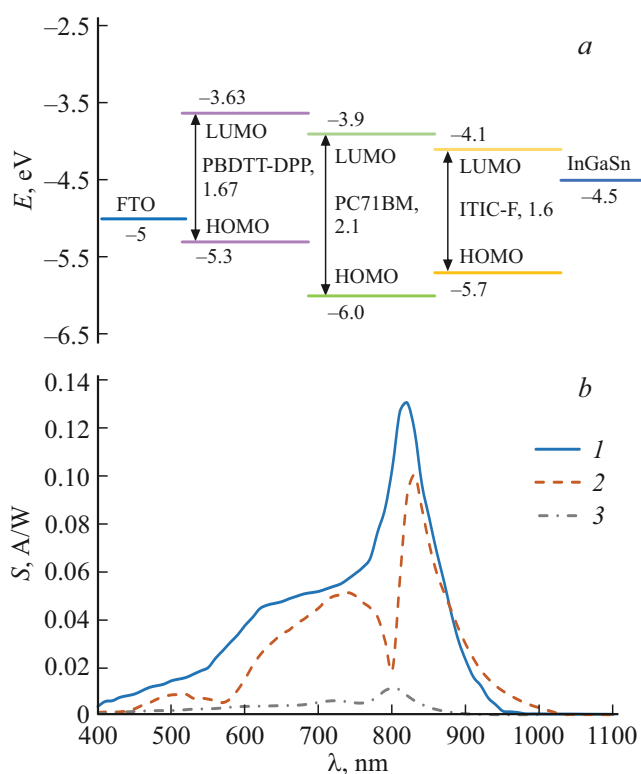 a
E, eV
–2.5
–3.5
–4.5
–5.5
–6.5
FTO
–5
–3.63
LUMO
PBDTT-DPP,
1.67
HOMO
–5.3
–3.9
LUMO
PC71BM,
2.1
HOMO
–6.0
–4.1
LUMO
ITIC-F, 1.6
HOMO
–5.7
InGaSn
–4.5
b
S, A/W
0.14
0.12
0.10
0.08
0.06
0.04
0.02
0
1
2
3
400 500 600 700 800 900 1000 1100
λ, nm